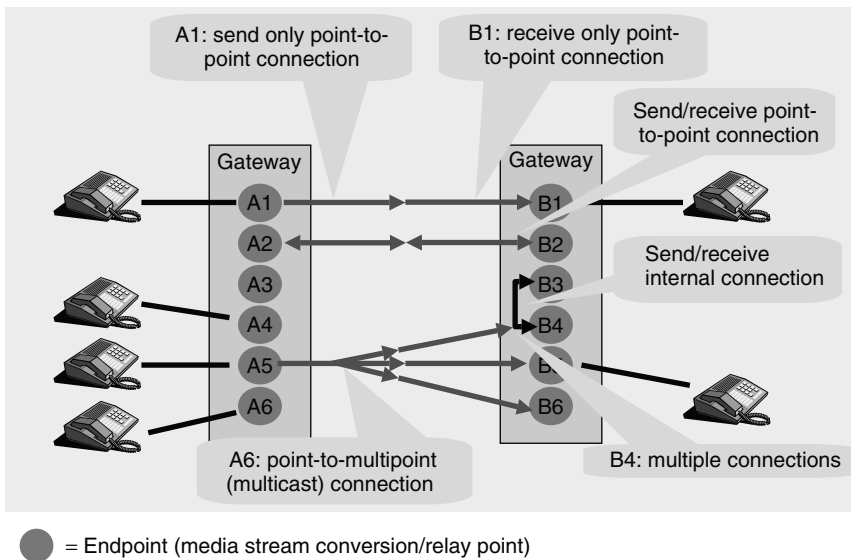 A1: send only point-to-
point connection
B1: receive only point-
to-point connection
Send/receive point-
to-point connection
Gateway
Gateway
A1
B1
A2
B2
Send/receive
internal connection
A3
B3
A4
B4
A5
B5
A6
B6
A6: point-to-multipoint
(multicast) connection
B4: multiple connections
= Endpoint (media stream conversion/relay point)